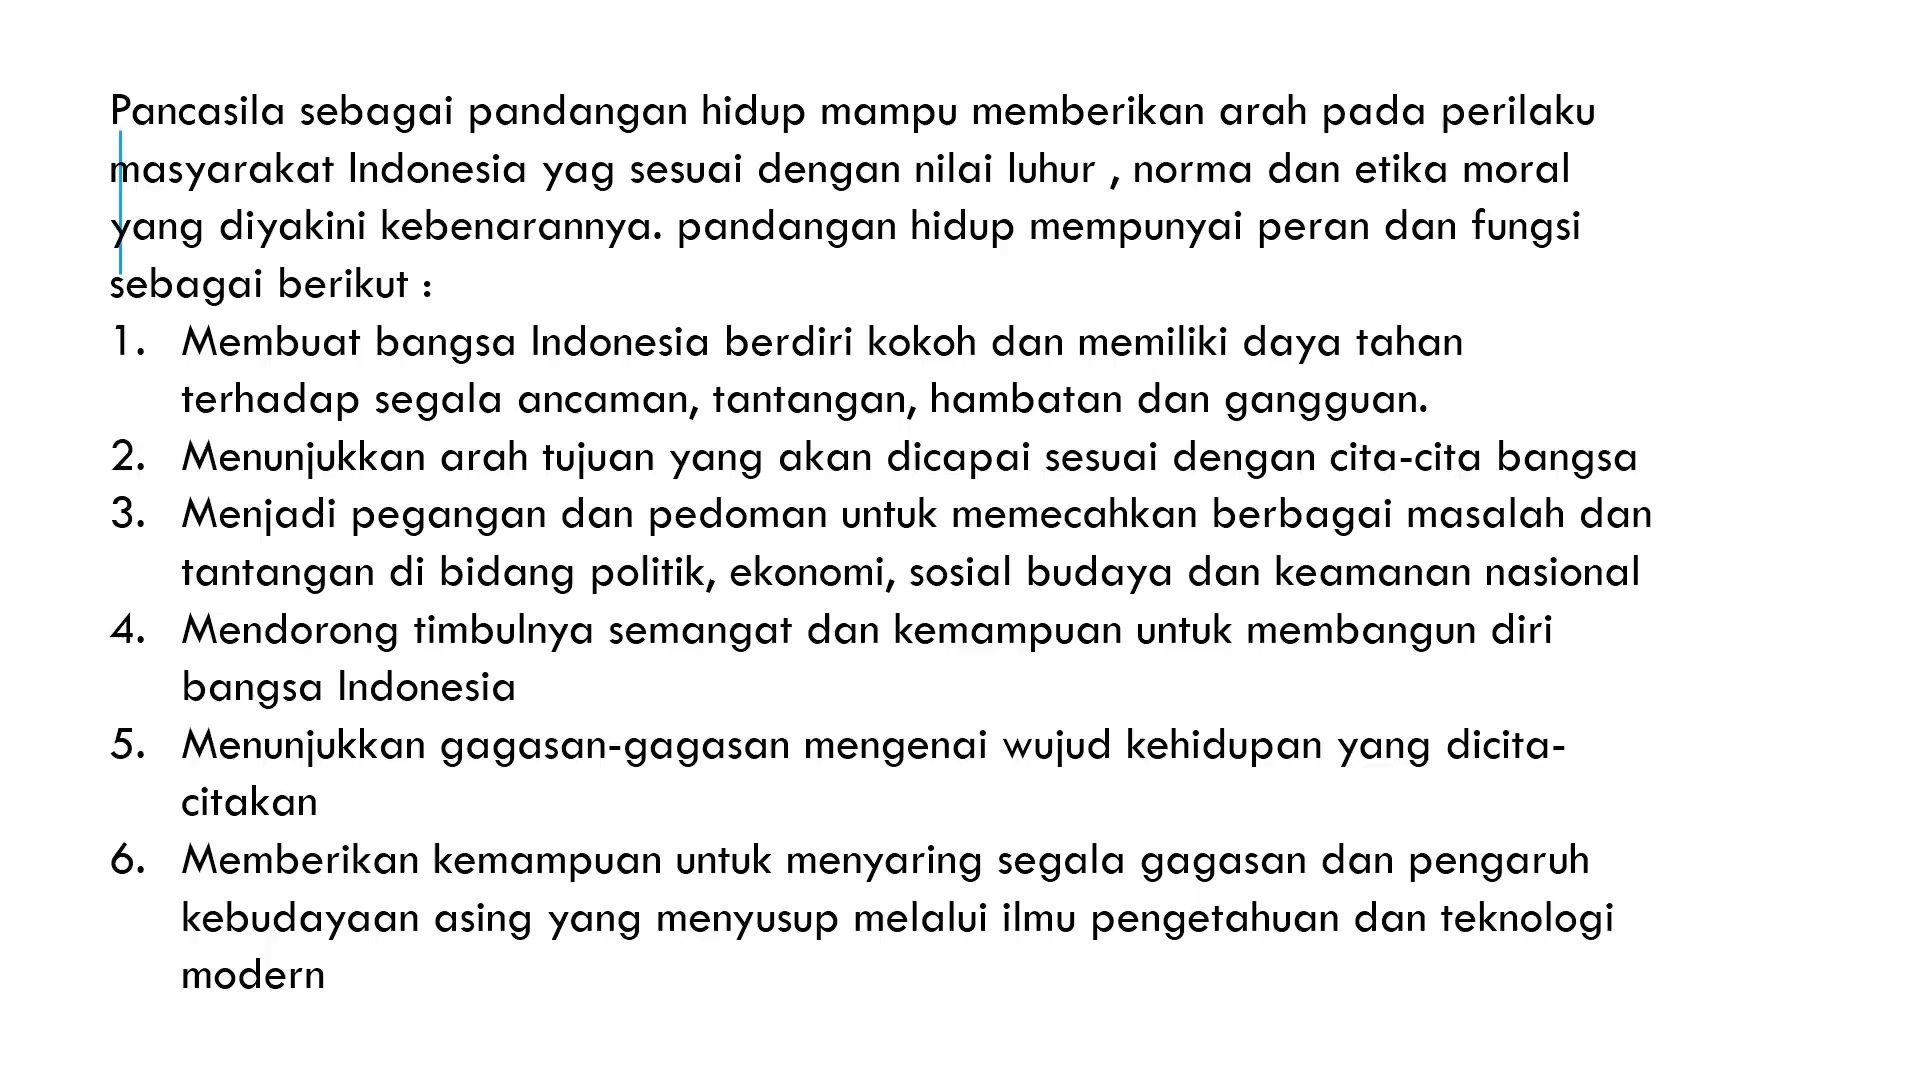 Pancasila sebagai pandangan hidup mampu memberikan arah pada perilaku
masyarakat Indonesia yag sesuai dengan nilai luhur , norma dan etika moral
yang diyakini kebenarannya. pandangan hidup mempunyai peran dan fungsi
sebagai berikut :
1. Membuat bangsa Indonesia berdiri kokoh dan memiliki daya tahan
terhadap segala ancaman, tantangan, hambatan dan gangguan.
2. Menunjukkan arah tujuan yang akan dicapai sesuai dengan cita-cita bangsa
3. Menjadi pegangan dan pedoman untuk memecahkan berbagai masalah dan
tantangan di bidang politik, ekonomi, sosial budaya dan keamanan nasional
4. Mendorong timbulnya semangat dan kemampuan untuk membangun diri
bangsa Indonesia
5. Menunjukkan gagasan-gagasan mengenai wujud kehidupan yang dicita-
citakan
6. Memberikan kemampuan untuk menyaring segala gagasan dan pengaruh
kebudayaan asing yang menyusup melalui ilmu pengetahuan dan teknologi
modern